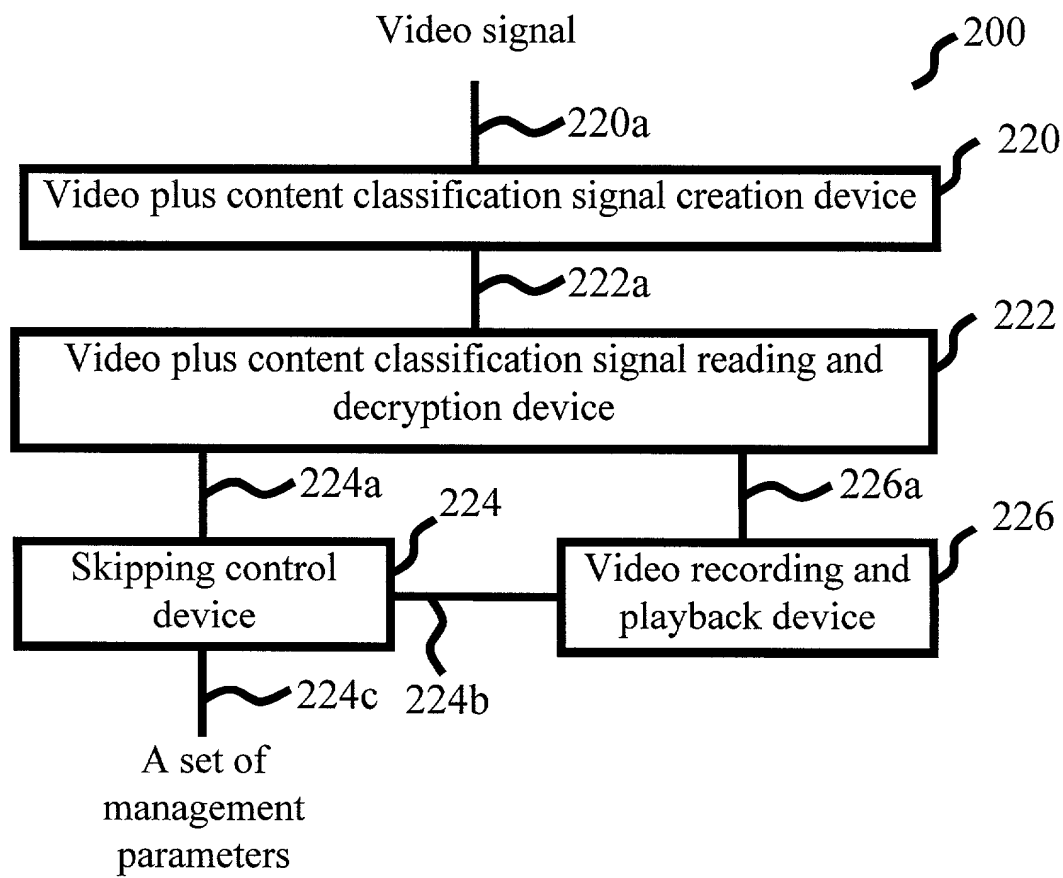 Video signal
200
220a
220
Video plus content classification signal creation device
222a
222
Video plus content classification signal reading and
decryption device
224a
224
226a
226
Skipping control
device
Video recording and
playback device
224c
224b
A set of
management
parameters